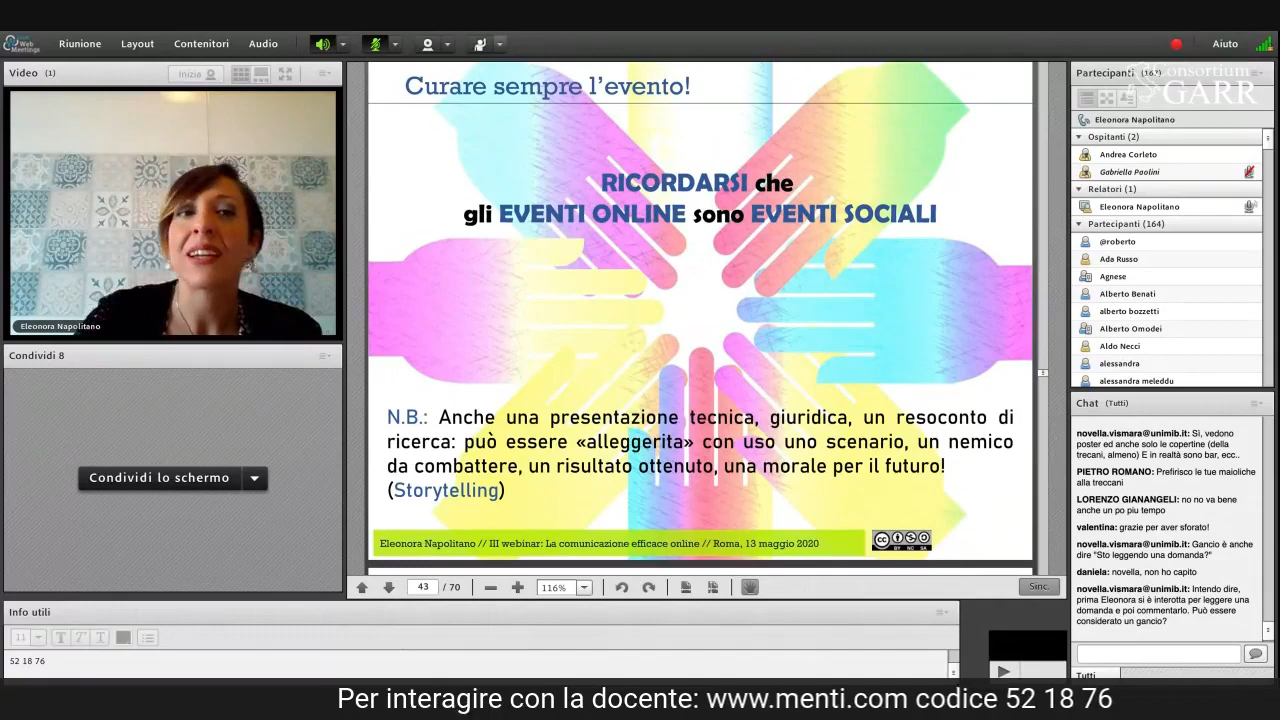 Web
Meetings
Riunione
Layout
Contenitori
Audio
Aiuto
Video (1)
Inizia
Eleonora Napolitano
Condividi 8
Condividi lo schermo
Curare sempre l'evento!
RICORDARSI che
gli EVENTI ONLINE sono EVENTI SOCIALI
N.B.: Anche una presentazione tecnica, giuridica, un resoconto di
ricerca: può essere «alleggerita» con uso uno scenario, un nemico
da combattere, un risultato ottenuto, una morale per il futuro!
(Storytelling)
Eleonora Napolitano // III webinar: La comunicazione efficace online // Roma, 13 maggio 2020
cc
BY NC SA
43 / 70
116%
Sinc.
Partecipanti
Consortium
GARR
Eleonora Napolitano
Ospitanti (2)
Andrea Corleto
Gabriella Paolini
Relatori (1)
Eleonora Napolitano
Partecipanti (164)
@roberto
Ada Russo
Agnese
Alberto Benati
alberto bozzetti
Alberto Omodei
Aldo Necci
alessandra
alessandra meleddu
Chat (Tutti)
novella.vismara@unimib.it: Sì, vedono
poster ed anche solo le copertine (della
trecani, almeno) E in realtà sono bar, ecc..
PIETRO ROMANO: Prefirisco le tue maioliche
alla treccani
LORENZO GIANANGELI: no no va bene
anche un po piu tempo
valentina: grazie per aver sforato!
novella.vismara@unimib.it: Gancio è anche
dire "Sto leggendo una domanda?"
daniela: novella, non ho capito
novella.vismara@unimib.it: Intendo dire,
prima Eleonora si è interotta per leggere una
domanda e poi commentarlo. Può essere
considerato un gancio?
Tutti
Info utili
11
T T T
52 18 76
Per interagire con la docente: www.menti.com codice 52 18 76